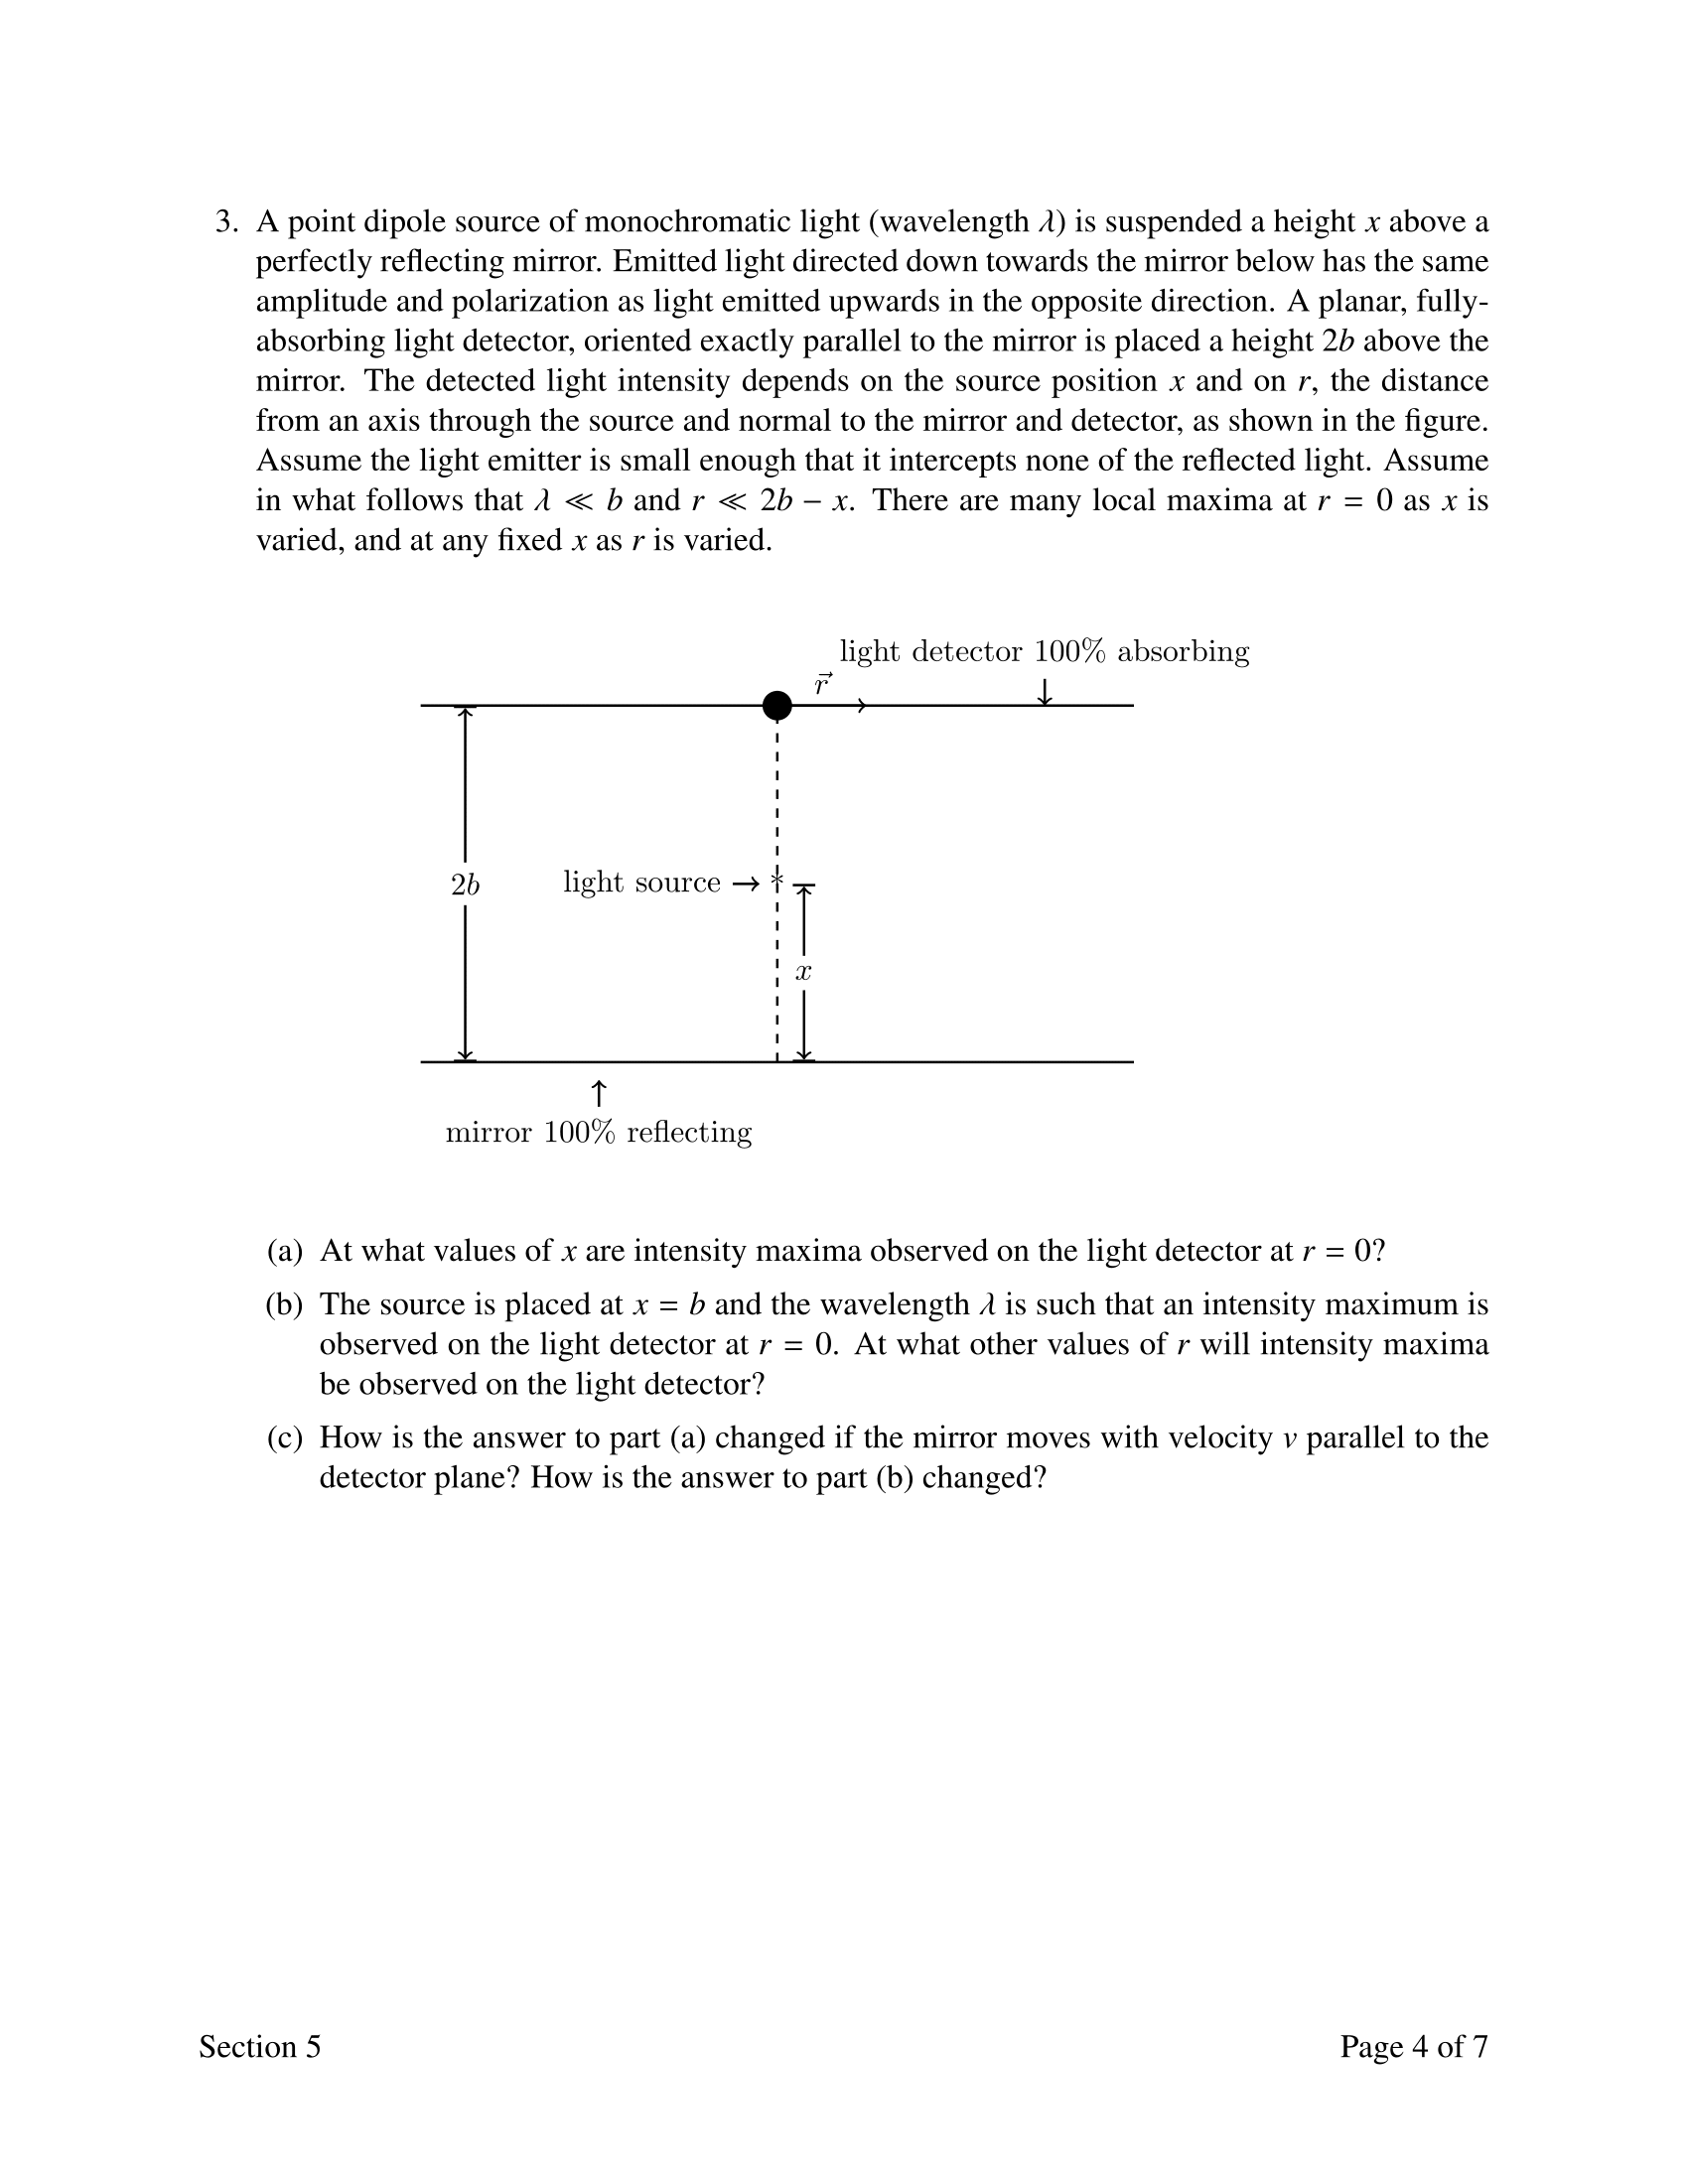 3. A point dipole source of monochromatic light (wavelength λ) is suspended a height x above a
perfectly reflecting mirror. Emitted light directed down towards the mirror below has the same
amplitude and polarization as light emitted upwards in the opposite direction. A planar, fully-
absorbing light detector, oriented exactly parallel to the mirror is placed a height 2b above the
mirror. The detected light intensity depends on the source position x and on r, the distance
from an axis through the source and normal to the mirror and detector, as shown in the figure.
Assume the light emitter is small enough that it intercepts none of the reflected light. Assume
in what follows that λ ≪ b and r ≪ 2b − x. There are many local maxima at r = 0 as x is
varied, and at any fixed x as r is varied.
light detector 100% absorbing
r⃗
↓
2b
light source → *
x
↑
mirror 100% reflecting
(a) At what values of x are intensity maxima observed on the light detector at r = 0?
(b) The source is placed at x = b and the wavelength λ is such that an intensity maximum is
observed on the light detector at r = 0. At what other values of r will intensity maxima
be observed on the light detector?
(c) How is the answer to part (a) changed if the mirror moves with velocity v parallel to the
detector plane? How is the answer to part (b) changed?
Section 5
Page 4 of 7